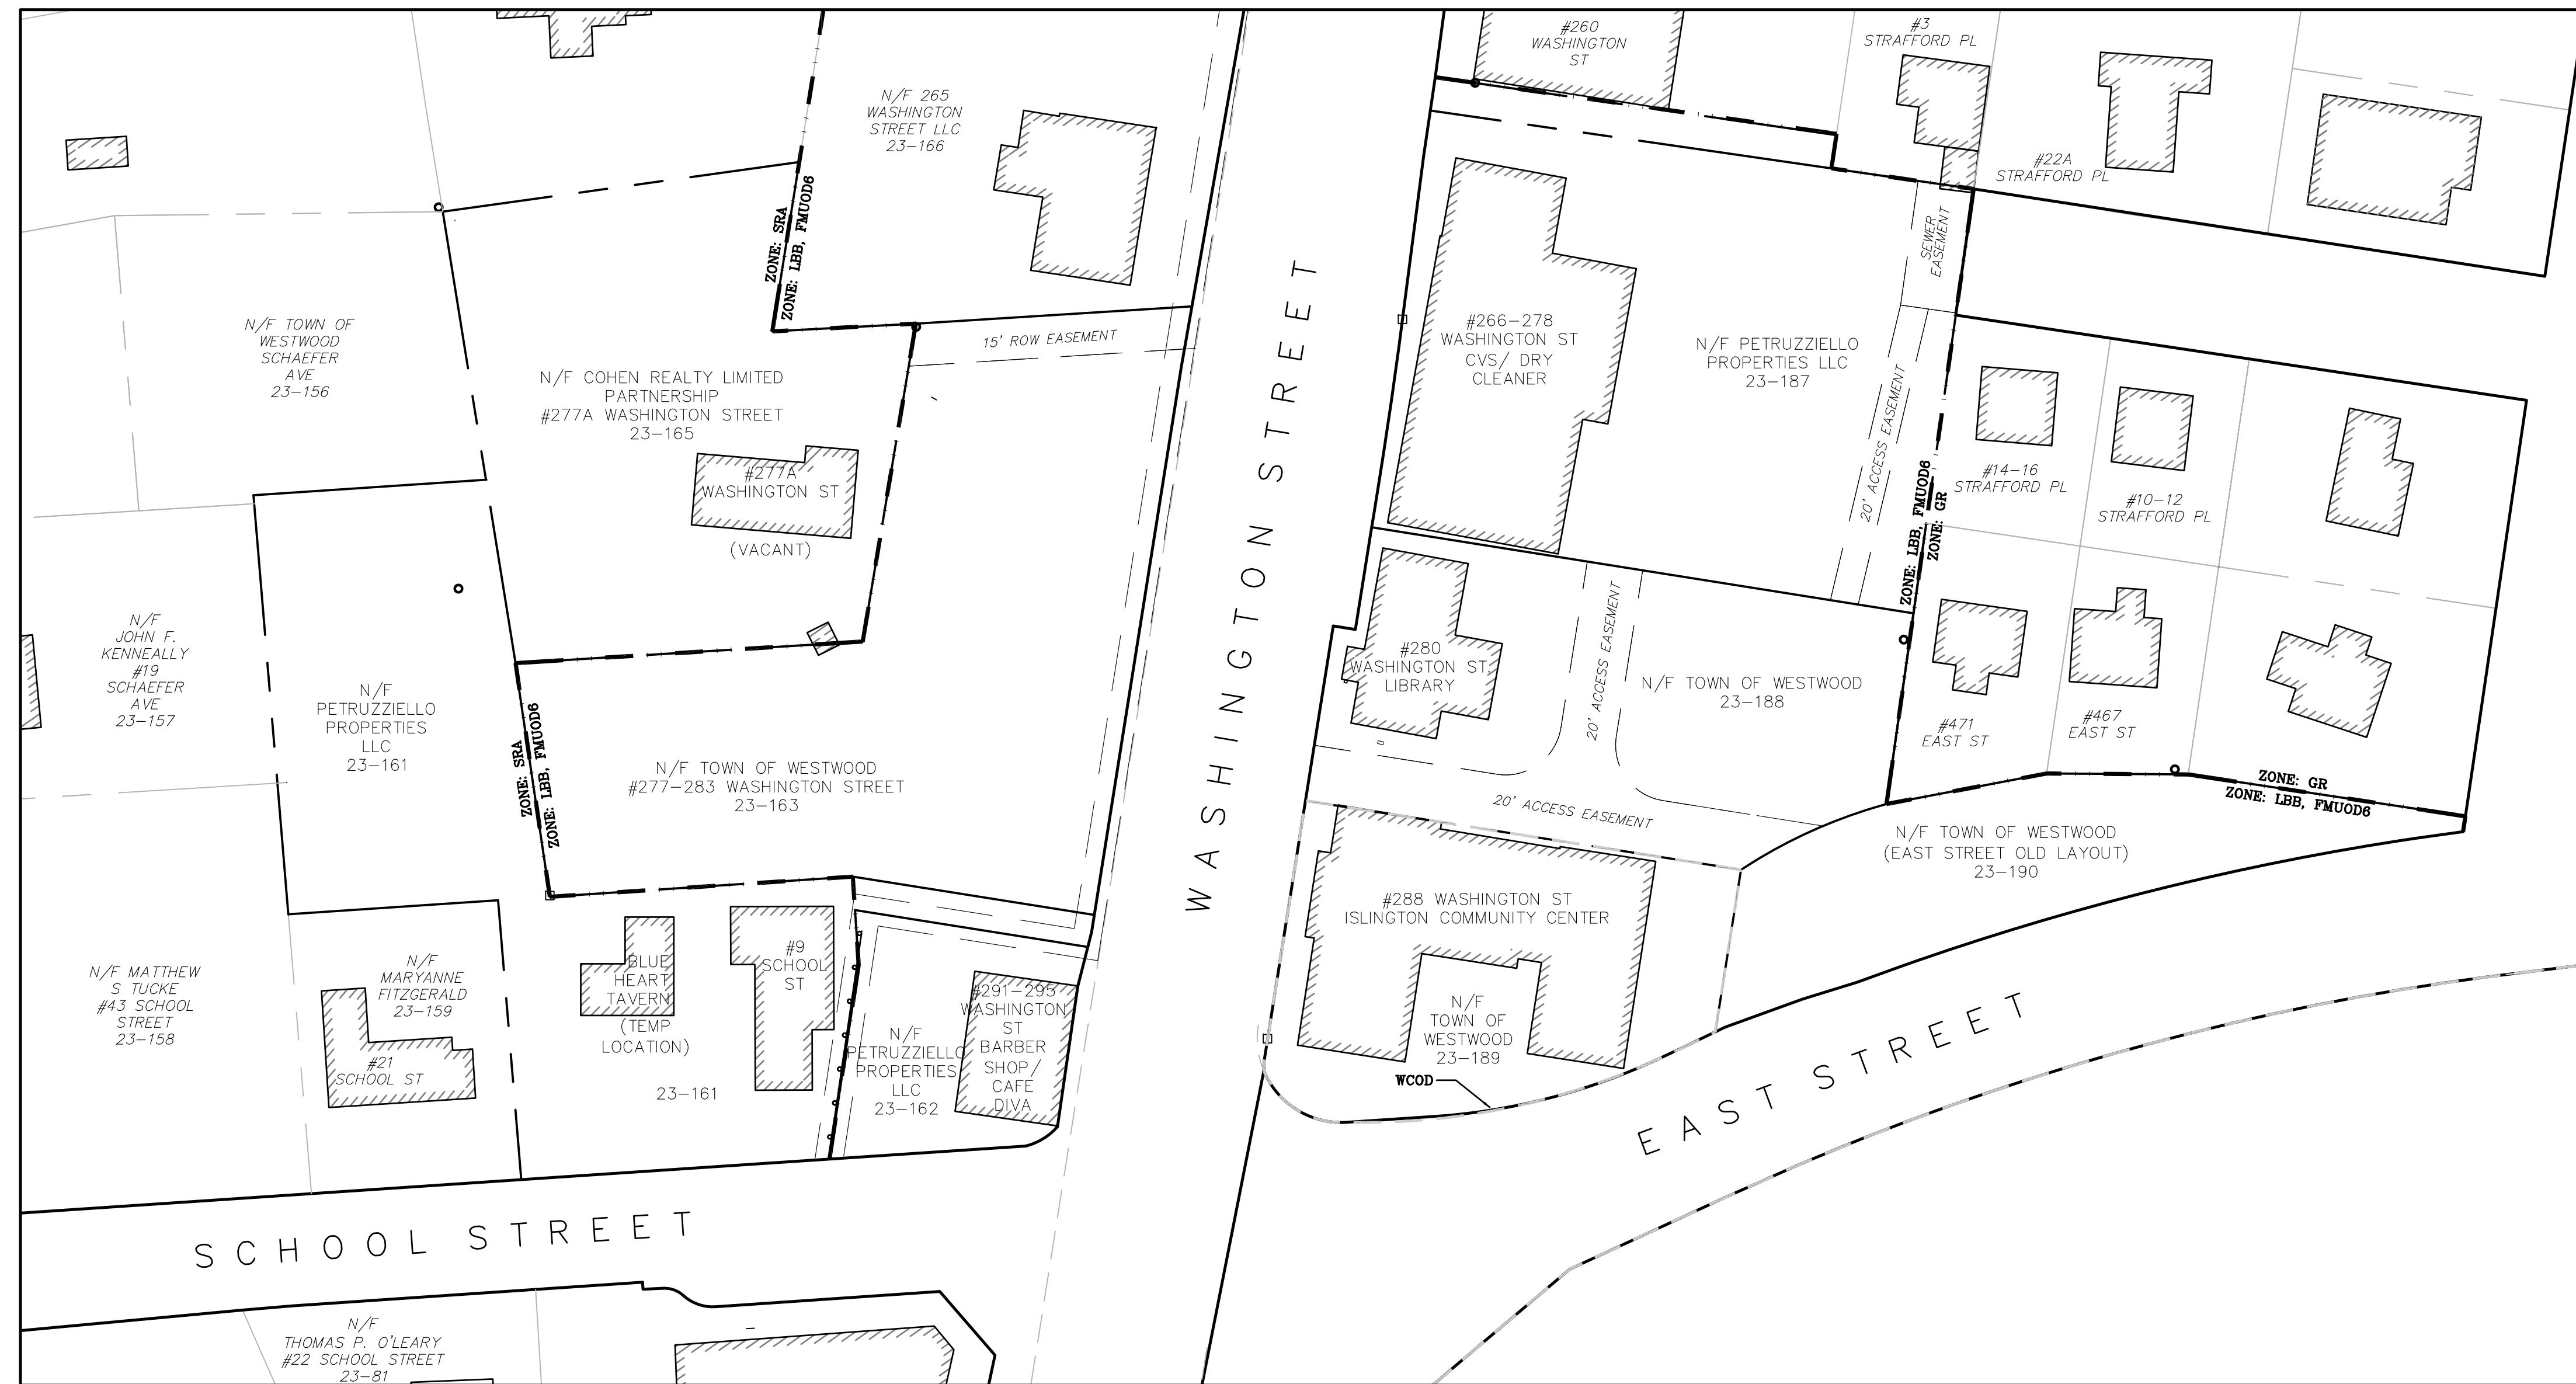 N/F 265
WASHINGTON
STREET LLC
23-166
#260
WASHINGTON
ST
#3
STRAFFORD PL
#22A
STRAFFORD PL
ZONE: SRA
ZONE: LBB, FMUOD6
15' ROW EASEMENT
SEWER
EASEMENT
N/F TOWN OF
WESTWOOD
SCHAEFER
AVE
23-156
N/F COHEN REALTY LIMITED
PARTNERSHIP
#277A WASHINGTON STREET
23-165
#277A
WASHINGTON ST
(VACANT)
WASHINGTON STREET
#266-278
WASHINGTON ST
CVS/ DRY
CLEANER
N/F PETRUZZIELLO
PROPERTIES LLC
23-187
20' ACCESS EASEMENT
ZONE: LBB, FMUOD6
ZONE: GR
#14-16
STRAFFORD PL
#10-12
STRAFFORD PL
N/F
JOHN F.
KENNEALLY
#19
SCHAEFER
AVE
23-157
N/F
PETRUZZIELLO
PROPERTIES
LLC
23-161
ZONE: SRA
ZONE: LBB, FMUOD6
N/F TOWN OF WESTWOOD
#277-283 WASHINGTON STREET
23-163
#280
WASHINGTON ST,
LIBRARY
20' ACCESS EASEMENT
N/F TOWN OF WESTWOOD
23-188
#471
EAST ST
#467
EAST ST
ZONE: GR
ZONE: LBB, FMUOD6
20' ACCESS EASEMENT
N/F TOWN OF WESTWOOD
(EAST STREET OLD LAYOUT)
23-190
#288 WASHINGTON ST
ISLINGTON COMMUNITY CENTER
N/F
TOWN OF
WESTWOOD
23-189
WCOD
EAST STREET
N/F MATTHEW
S TUCKE
#43 SCHOOL
STREET
23-158
N/F
MARYANNE
FITZGERALD
23-159
#21
SCHOOL ST
BLUE
HEART
TAVERN
(TEMP
LOCATION)
23-161
#9
SCHOOL
ST
N/F
PETRUZZIELLO
PROPERTIES
LLC
23-162
#291-295
WASHINGTON
ST
BARBER
SHOP/
CAFE
DIVA
SCHOOL STREET
N/F
THOMAS P. O'LEARY
#22 SCHOOL STREET
23-81